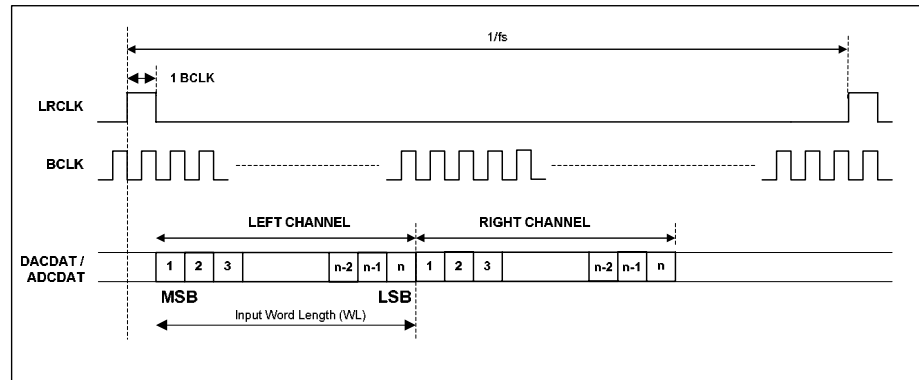 1/fs
1 BCLK
LRCLK
BCLK
LEFT CHANNEL
RIGHT CHANNEL
DACDAT /
ADCDAT
1 2 3 n-2 n-1 n 1 2 3 n-2 n-1 n
MSB LSB
Input Word Length (WL)